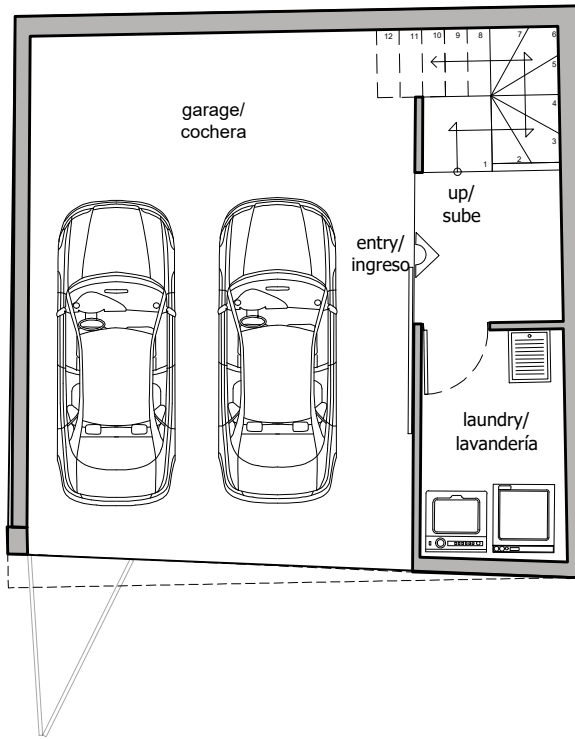 12 11 10 9 8 7 6
5
4
3
2
1
garage/
cochera
up/
sube
entry/
ingreso
laundry/
lavandería